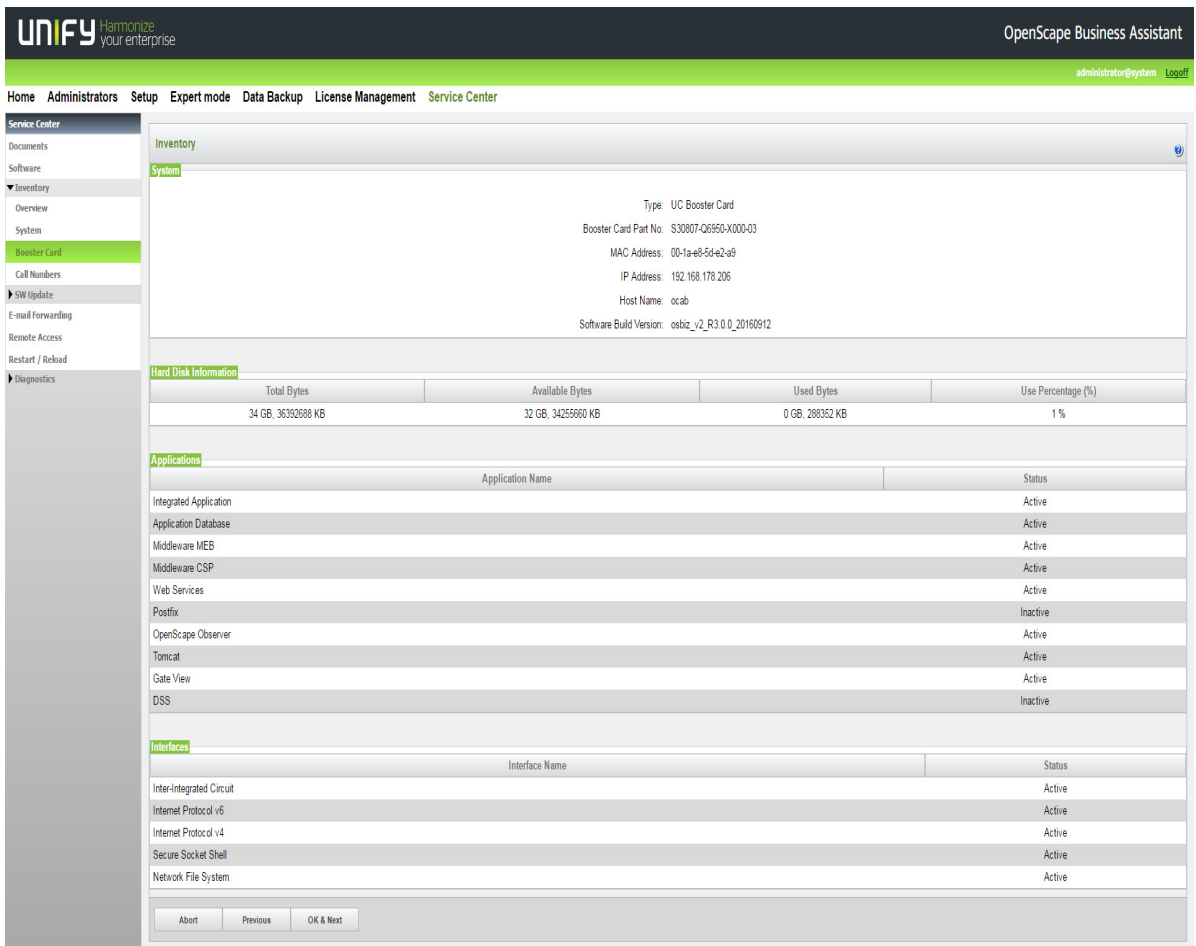 UNIFY Harmonize
your enterprise
OpenScape Business Assistant
administrator@system Logoff
Home Administrators Setup Expert mode Data Backup License Management Service Center
Service Center
Documents
Software
Inventory
Overview
System
Booster Card
Call Numbers
SW Update
E-mail Forwarding
Remote Access
Restart / Reload
Diagnostics
Inventory
?
System
Type: UC Booster Card
Booster Card Part No: S30807-Q6950-X000-03
MAC Address: 00-1a-e8-5d-e2-a9
IP Address: 192.168.178.206
Host Name: ocab
Software Build Version: osbiz_v2_R3.0.0_20160912
Hard Disk Information
Total Bytes Available Bytes Used Bytes Use Percentage (%)
34 GB, 36392688 KB 32 GB, 34255660 KB 0 GB, 288352 KB 1 %
Applications
Application Name Status
Integrated Application Active
Application Database Active
Middleware MEB Active
Middleware CSP Active
Web Services Active
Postfix Inactive
OpenScape Observer Active
Tomcat Active
Gate View Active
DSS Inactive
Interfaces
Interface Name Status
Inter-Integrated Circuit Active
Internet Protocol v6 Active
Internet Protocol v4 Active
Secure Socket Shell Active
Network File System Active
Abort Previous OK & Next